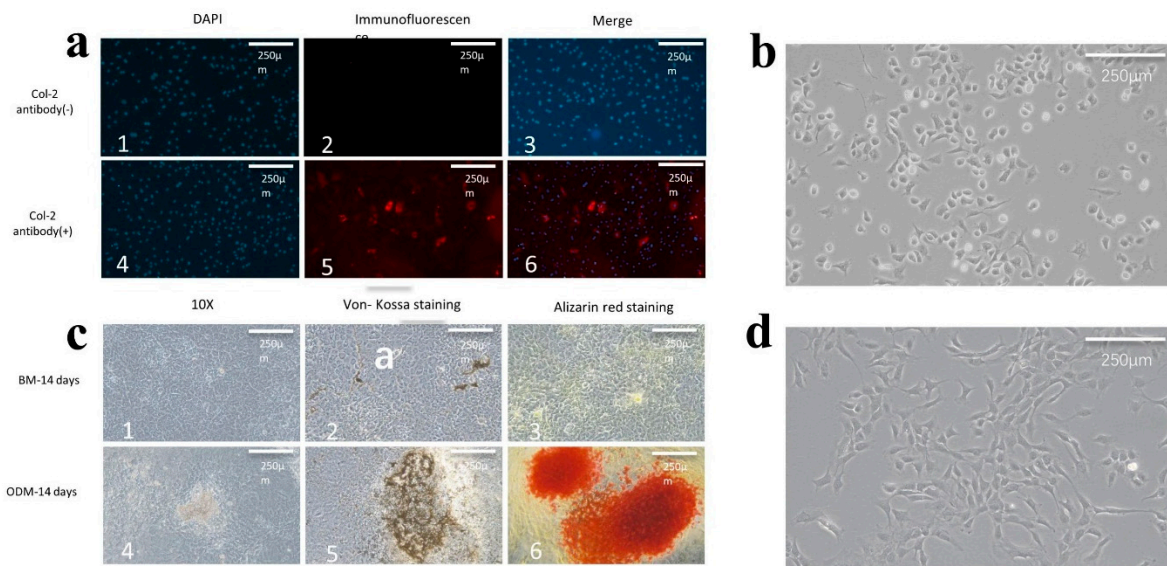 a
DAPI
Immunofluorescen
ce
Merge
Col-2
antibody(-)
250μ
m
1
250μ
m
2
250μ
m
3
Col-2
antibody(+)
250μ
m
4
250μ
m
5
250μ
m
6
b
250μm
c
10X
Von- Kossa staining
Alizarin red staining
BM-14 days
250μ
m
1
a
250μ
m
2
250μ
m
3
ODM-14 days
250μ
m
4
250μ
m
5
250μ
m
6
d
250μm